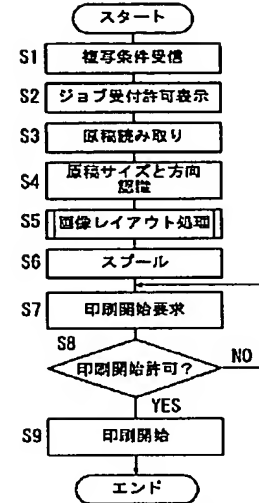 スタート
S1 複写条件受信
S2 ジョブ受付許可表示
S3 原稿読み取り
S4 原稿サイズと方向
認識
S5 画像レイアウト処理
S6 スプール
S7 印刷開始要求
S8
印刷開始許可?
NO
YES
S9 印刷開始
エンド